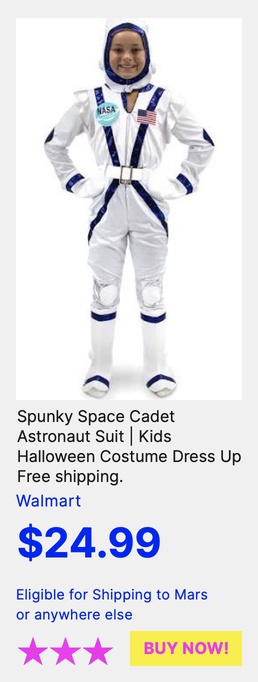 NASA
Spunky Space Cadet
Astronaut Suit | Kids
Halloween Costume Dress Up
Free shipping.
Walmart
$24.99
Eligible for Shipping to Mars
or anywhere else
BUY NOW!